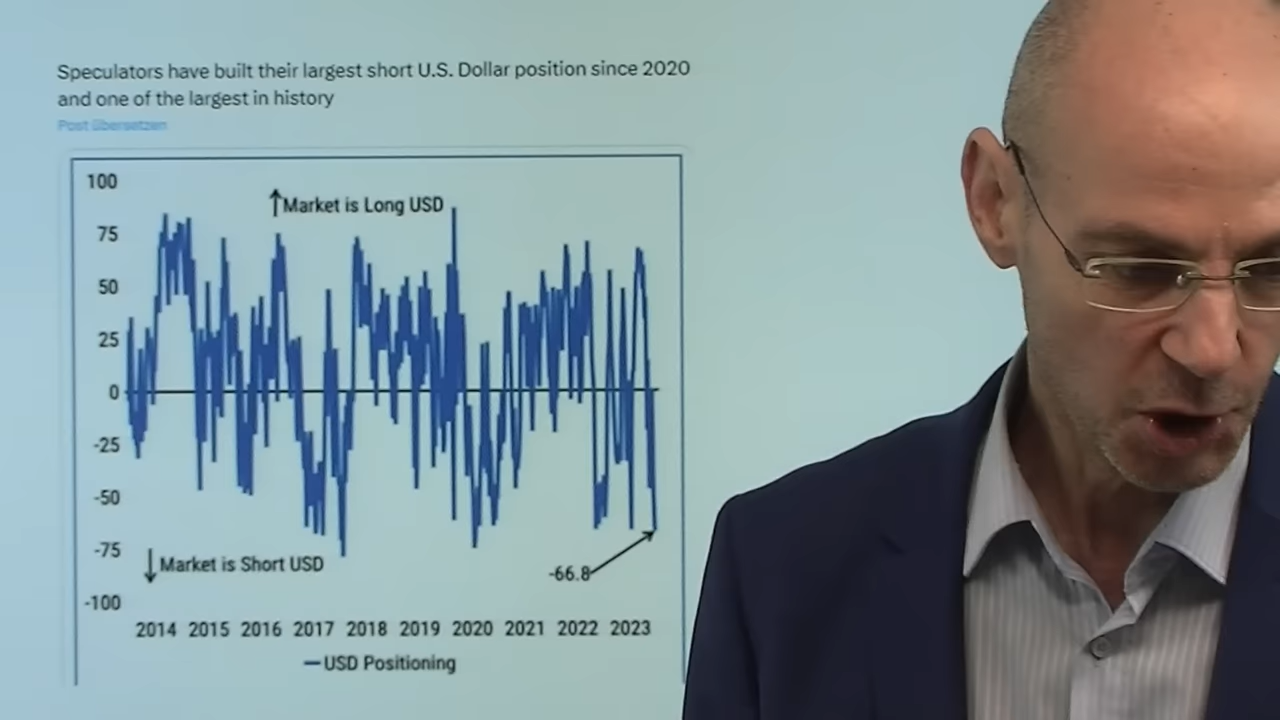 Speculators have built their largest short U.S. Dollar position since 2020
and one of the largest in history
Post übersetzen
100
↑Market is Long USD
75
50
25
0
-25
-50
-75
↓Market is Short USD
-66.8
-100
2014 2015 2016 2017 2018 2019 2020 2021 2022 2023
USD Positioning